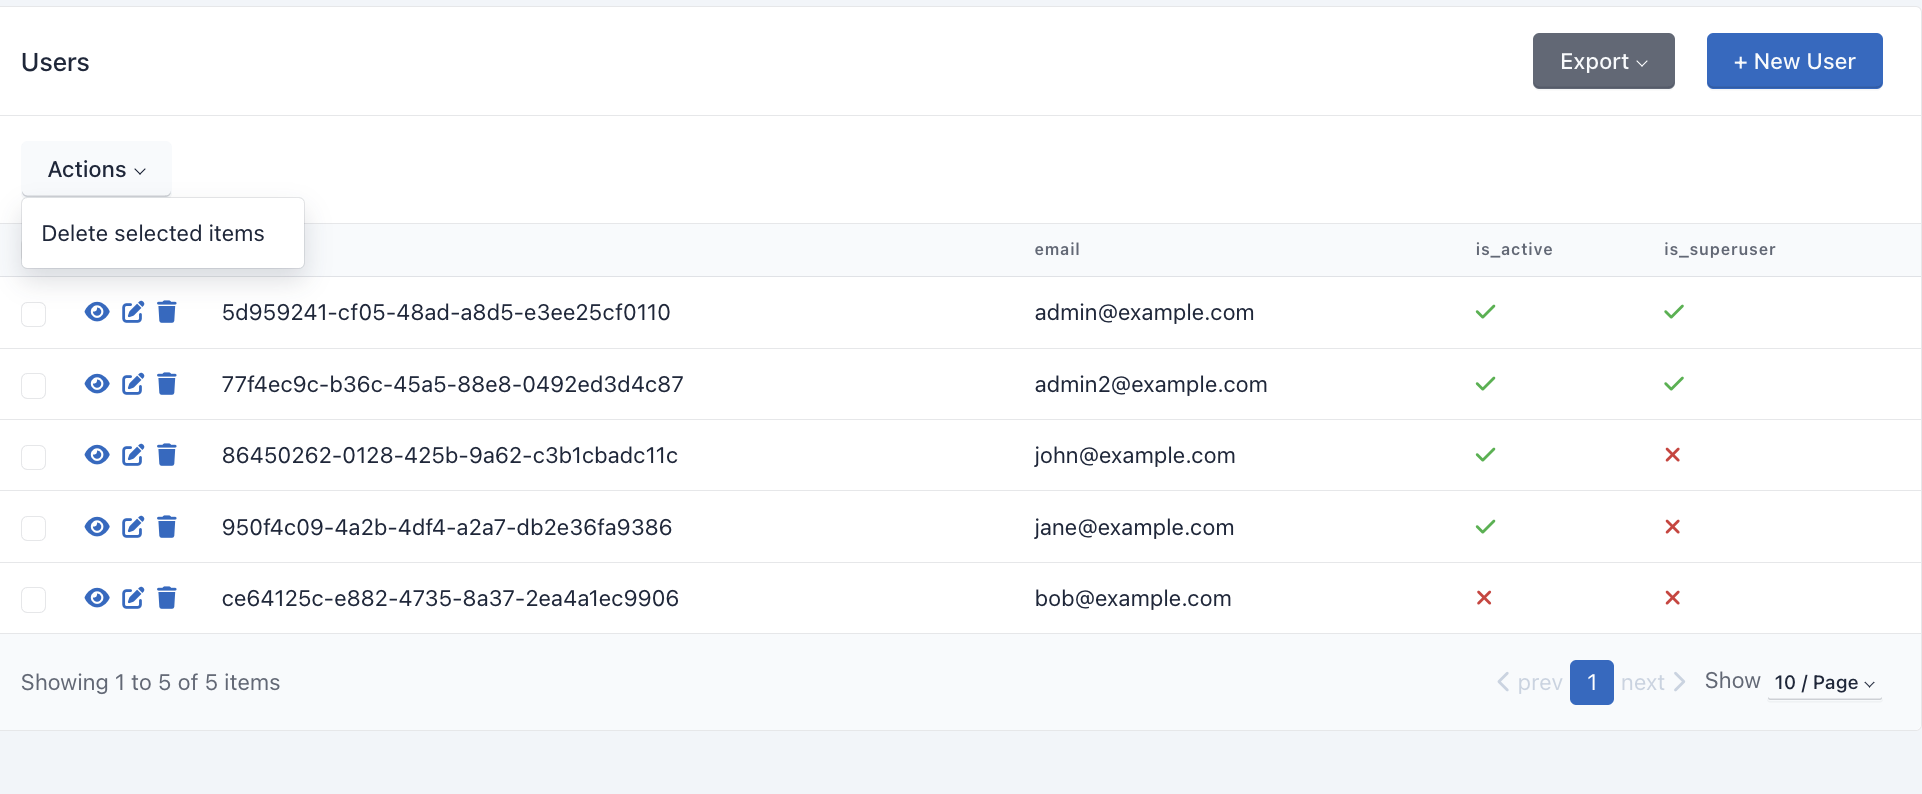 Users
Export
+ New User
Actions
Delete selected items
email is_active is_superuser
5d959241-cf05-48ad-a8d5-e3ee25cf0110 admin@example.com
77f4ec9c-b36c-45a5-88e8-0492ed3d4c87 admin2@example.com
86450262-0128-425b-9a62-c3b1cbadc11c john@example.com
950f4c09-4a2b-4df4-a2a7-db2e36fa9386 jane@example.com
ce64125c-e882-4735-8a37-2ea4a1ec9906 bob@example.com
Showing 1 to 5 of 5 items prev 1 next Show 10 / Page